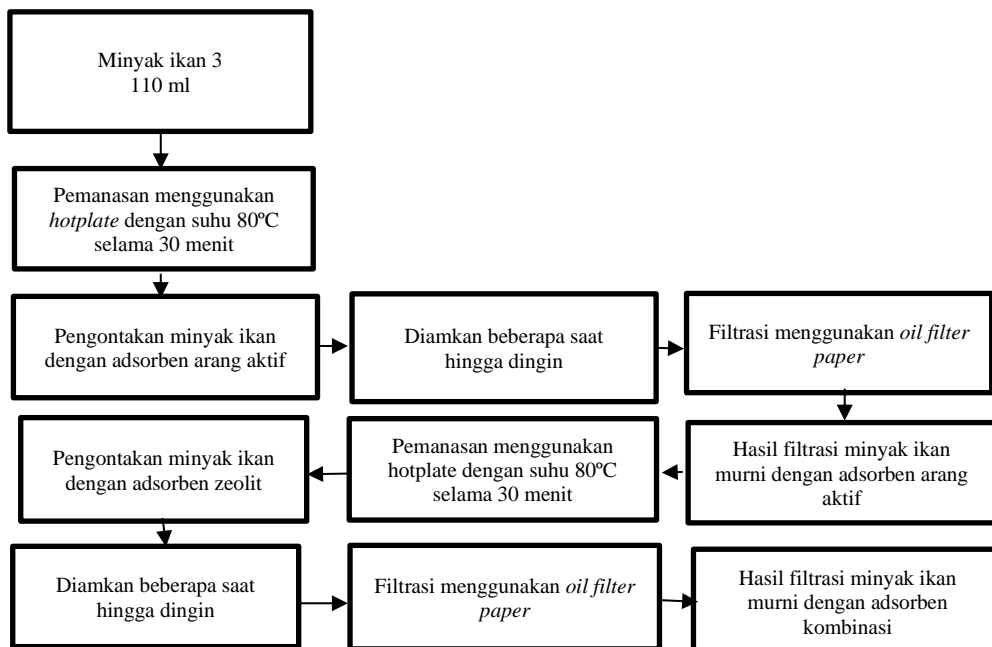 Minyak ikan 3
110 ml
Pemanasan menggunakan
hotplate dengan suhu 80ºC
selama 30 menit
Pengontakan minyak ikan
dengan adsorben arang aktif
Diamkan beberapa saat
hingga dingin
Filtrasi menggunakan oil filter
paper
Hasil filtrasi minyak ikan
murni dengan adsorben arang
aktif
Pemanasan menggunakan
hotplate dengan suhu 80ºC
selama 30 menit
Pengontakan minyak ikan
dengan adsorben zeolit
Diamkan beberapa saat
hingga dingin
Filtrasi menggunakan oil filter
paper
Hasil filtrasi minyak ikan
murni dengan adsorben
kombinasi